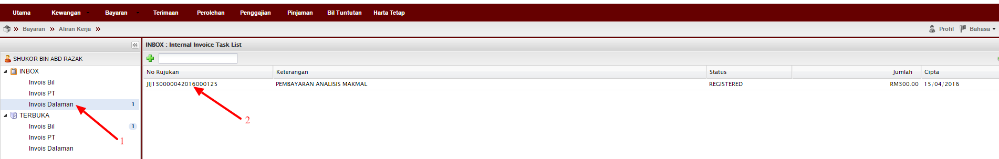 Utama Kewangan Bayaran Terimaan Perolehan Penggajian Pinjaman Bil Tuntutan Harta Tetap
Bayaran Aliran Kerja Profil Bahasa
INBOX : Internal Invoice Task List
SHUKOR BIN ABD RAZAK
INBOX
Invois Bil
Invois PT
Invois Dalaman 1
TERBUKA
Invois Bil 1
Invois PT
Invois Dalaman
No Rujukan Keterangan Status Jumlah Cipta
JIJ130000042016000125 PEMBAYARAN ANALISIS MAKMAL REGISTERED RM300.00 15/04/2016
1
2